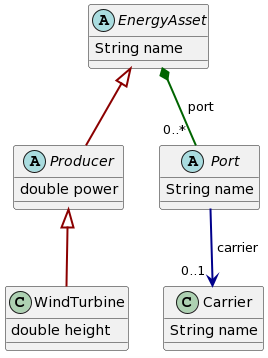 A EnergyAsset
String name
port
0..*
A Producer
double power
A Port
String name
carrier
0..1
C WindTurbine
double height
C Carrier
String name